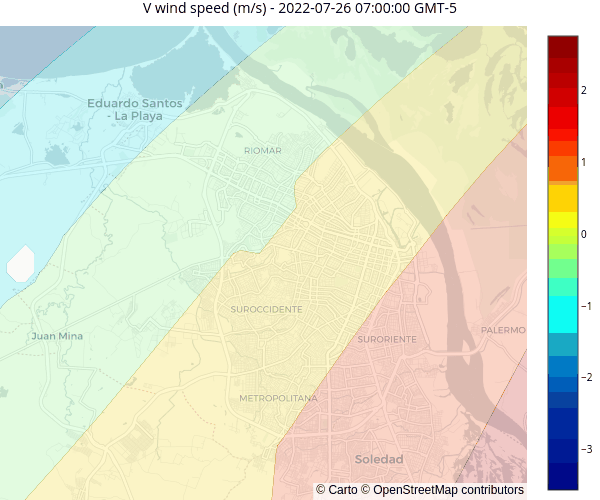 V wind speed (m/s) - 2022-07-26 07:00:00 GMT-5
Eduardo Santos
- La Playa
RIOMAR
SUROCCIDENTE
Juan Mina
SURORIENTE
PALERMO
METROPOLITANA
Soledad
© Carto © OpenStreetMap contributors
2
1
0
−1
−2
−3